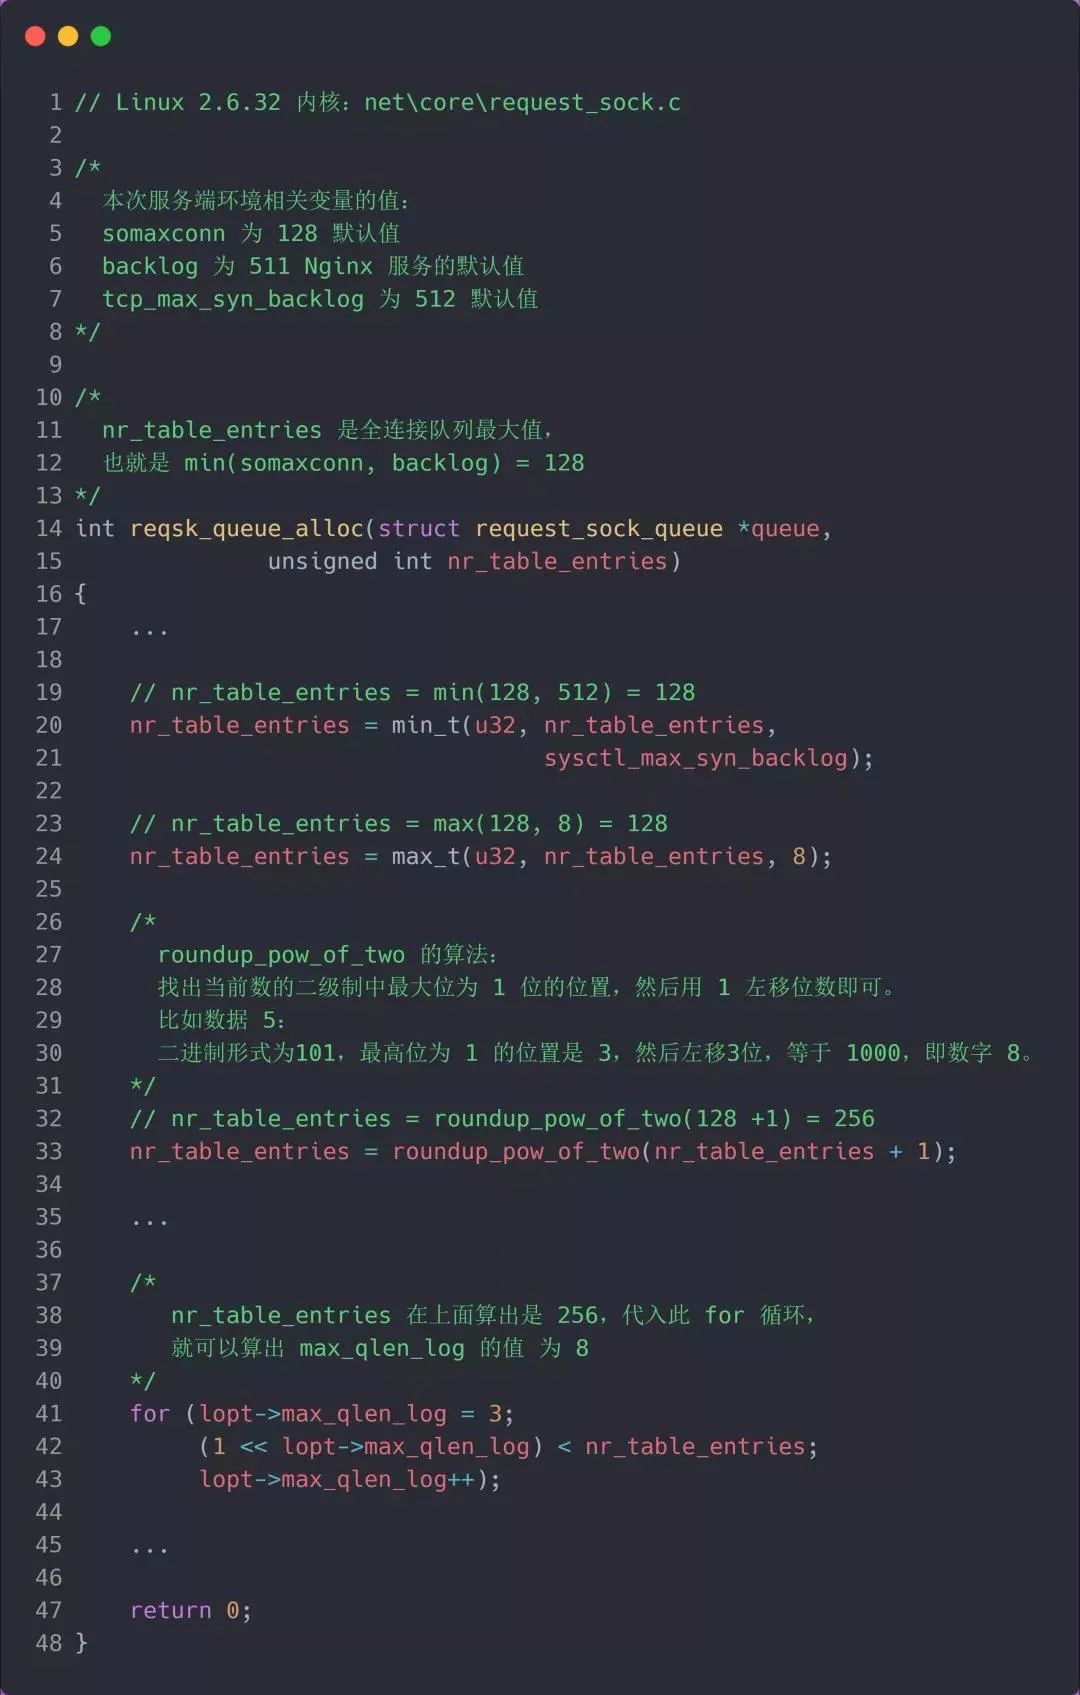 1 // Linux 2.6.32 内核：net\core\request_sock.c
2
3 /*
4   本次服务端环境相关变量的值：
5   somaxconn 为 128 默认值
6   backlog 为 511 Nginx 服务的默认值
7   tcp_max_syn_backlog 为 512 默认值
8 */
9
10 /*
11   nr_table_entries 是全连接队列最大值，
12   也就是 min(somaxconn, backlog) = 128
13 */
14 int reqsk_queue_alloc(struct request_sock_queue *queue,
15               unsigned int nr_table_entries)
16 {
17     ...
18
19     // nr_table_entries = min(128, 512) = 128
20     nr_table_entries = min_t(u32, nr_table_entries,
21                                   sysctl_max_syn_backlog);
22
23     // nr_table_entries = max(128, 8) = 128
24     nr_table_entries = max_t(u32, nr_table_entries, 8);
25
26     /*
27       roundup_pow_of_two 的算法：
28       找出当前数的二级制中最大位为 1 位的位置，然后用 1 左移位数即可。
29       比如数据 5：
30       二进制形式为101，最高位为 1 的位置是 3，然后左移3位，等于 1000，即数字 8。
31     */
32     // nr_table_entries = roundup_pow_of_two(128 +1) = 256
33     nr_table_entries = roundup_pow_of_two(nr_table_entries + 1);
34
35     ...
36
37     /*
38        nr_table_entries 在上面算出是 256，代入此 for 循环，
39        就可以算出 max_qlen_log 的值 为 8
40     */
41     for (lopt->max_qlen_log = 3;
42          (1 << lopt->max_qlen_log) < nr_table_entries;
43          lopt->max_qlen_log++);
44
45     ...
46
47     return 0;
48 }